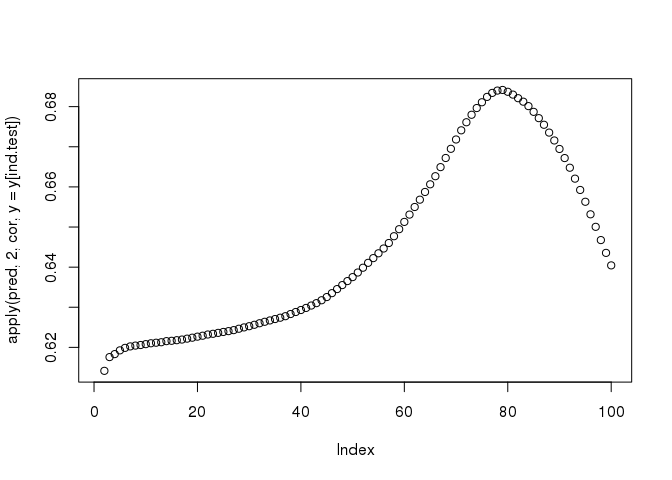 apply(pred, 2, cor, y = y[ind.test])
0.68
0.66
0.64
0.62
0 20 40 60 80 100
Index